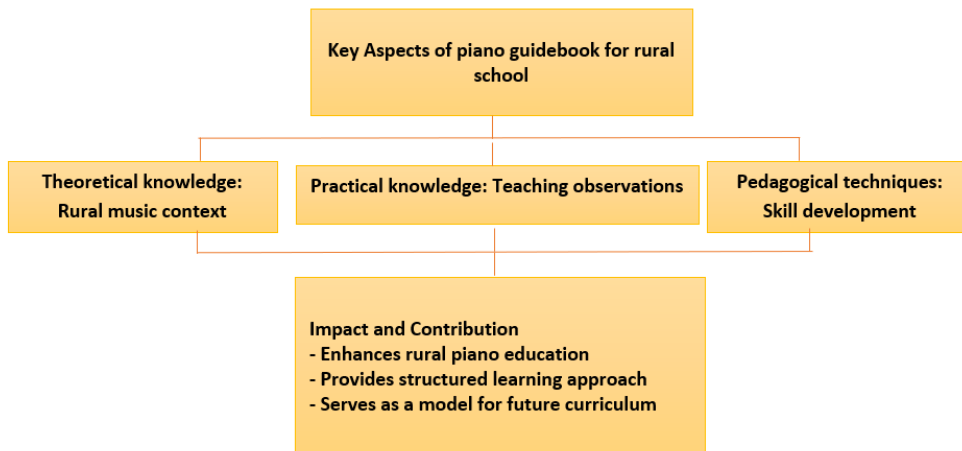 Key Aspects of piano guidebook for rural
school
Theoretical knowledge:
Rural music context
Practical knowledge: Teaching observations
Pedagogical techniques:
Skill development
Impact and Contribution
- Enhances rural piano education
- Provides structured learning approach
- Serves as a model for future curriculum